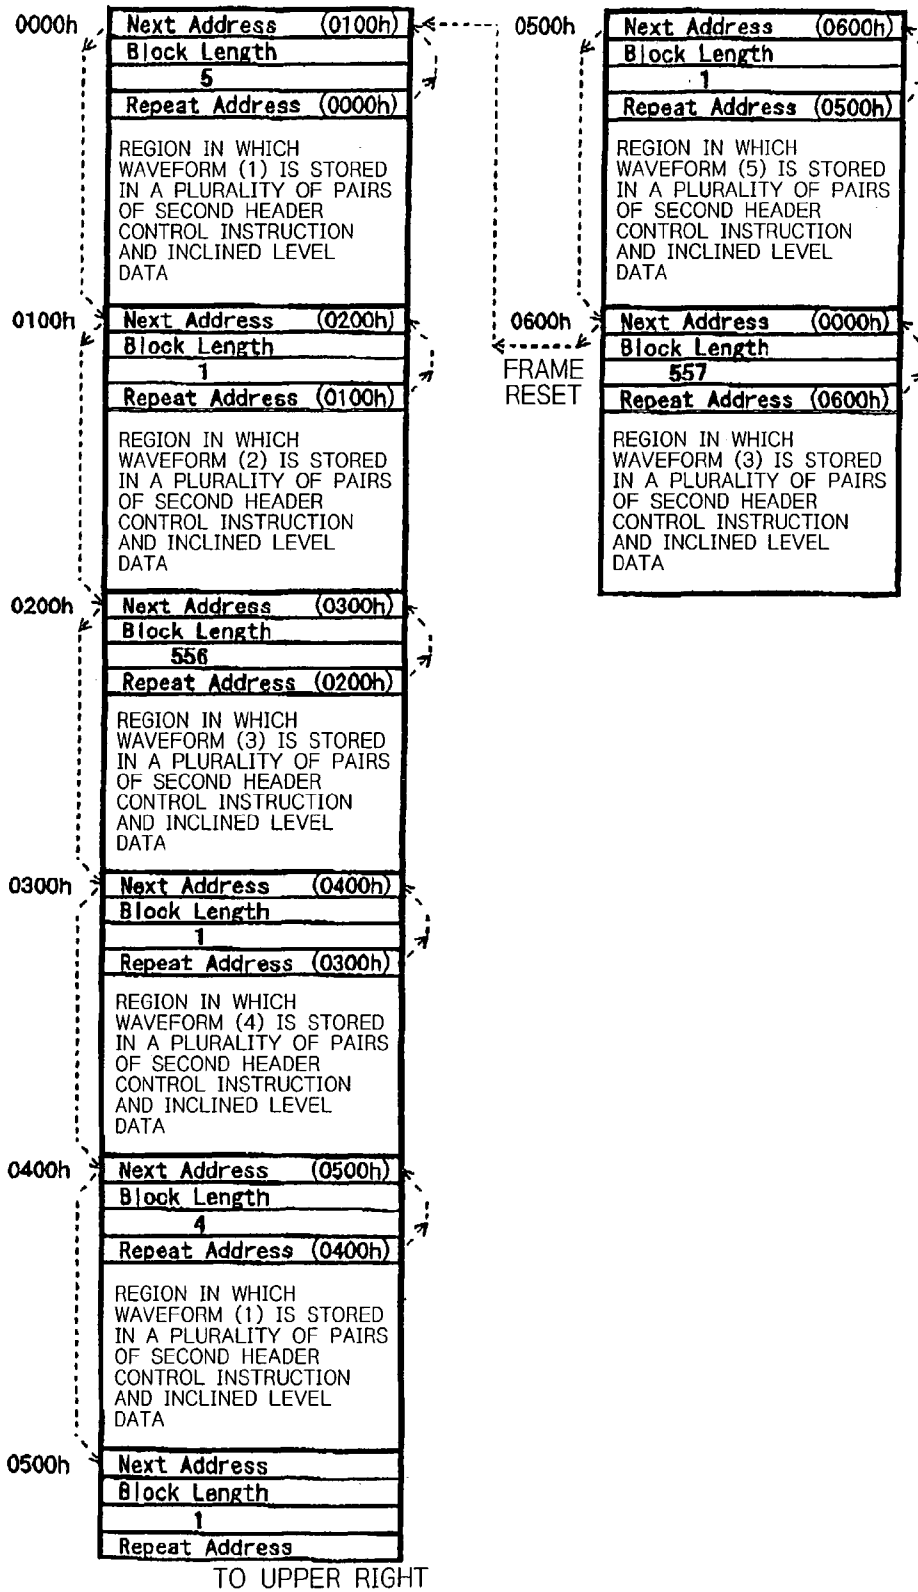 0000h
Next Address (0100h)
Block Length
5
Repeat Address (0000h)
REGION IN WHICH
WAVEFORM (1) IS STORED
IN A PLURALITY OF PAIRS
OF SECOND HEADER
CONTROL INSTRUCTION
AND INCLINED LEVEL
DATA
0100h
Next Address (0200h)
Block Length
1
Repeat Address (0100h)
REGION IN WHICH
WAVEFORM (2) IS STORED
IN A PLURALITY OF PAIRS
OF SECOND HEADER
CONTROL INSTRUCTION
AND INCLINED LEVEL
DATA
0200h
Next Address (0300h)
Block Length
556
Repeat Address (0200h)
REGION IN WHICH
WAVEFORM (3) IS STORED
IN A PLURALITY OF PAIRS
OF SECOND HEADER
CONTROL INSTRUCTION
AND INCLINED LEVEL
DATA
0300h
Next Address (0400h)
Block Length
1
Repeat Address (0300h)
REGION IN WHICH
WAVEFORM (4) IS STORED
IN A PLURALITY OF PAIRS
OF SECOND HEADER
CONTROL INSTRUCTION
AND INCLINED LEVEL
DATA
0400h
Next Address (0500h)
Block Length
4
Repeat Address (0400h)
REGION IN WHICH
WAVEFORM (1) IS STORED
IN A PLURALITY OF PAIRS
OF SECOND HEADER
CONTROL INSTRUCTION
AND INCLINED LEVEL
DATA
0500h
Next Address
Block Length
1
Repeat Address
TO UPPER RIGHT
0500h
Next Address (0600h)
Block Length
1
Repeat Address (0500h)
REGION IN WHICH
WAVEFORM (5) IS STORED
IN A PLURALITY OF PAIRS
OF SECOND HEADER
CONTROL INSTRUCTION
AND INCLINED LEVEL
DATA
0600h
FRAME
RESET
Next Address (0000h)
Block Length
557
Repeat Address (0600h)
REGION IN WHICH
WAVEFORM (3) IS STORED
IN A PLURALITY OF PAIRS
OF SECOND HEADER
CONTROL INSTRUCTION
AND INCLINED LEVEL
DATA